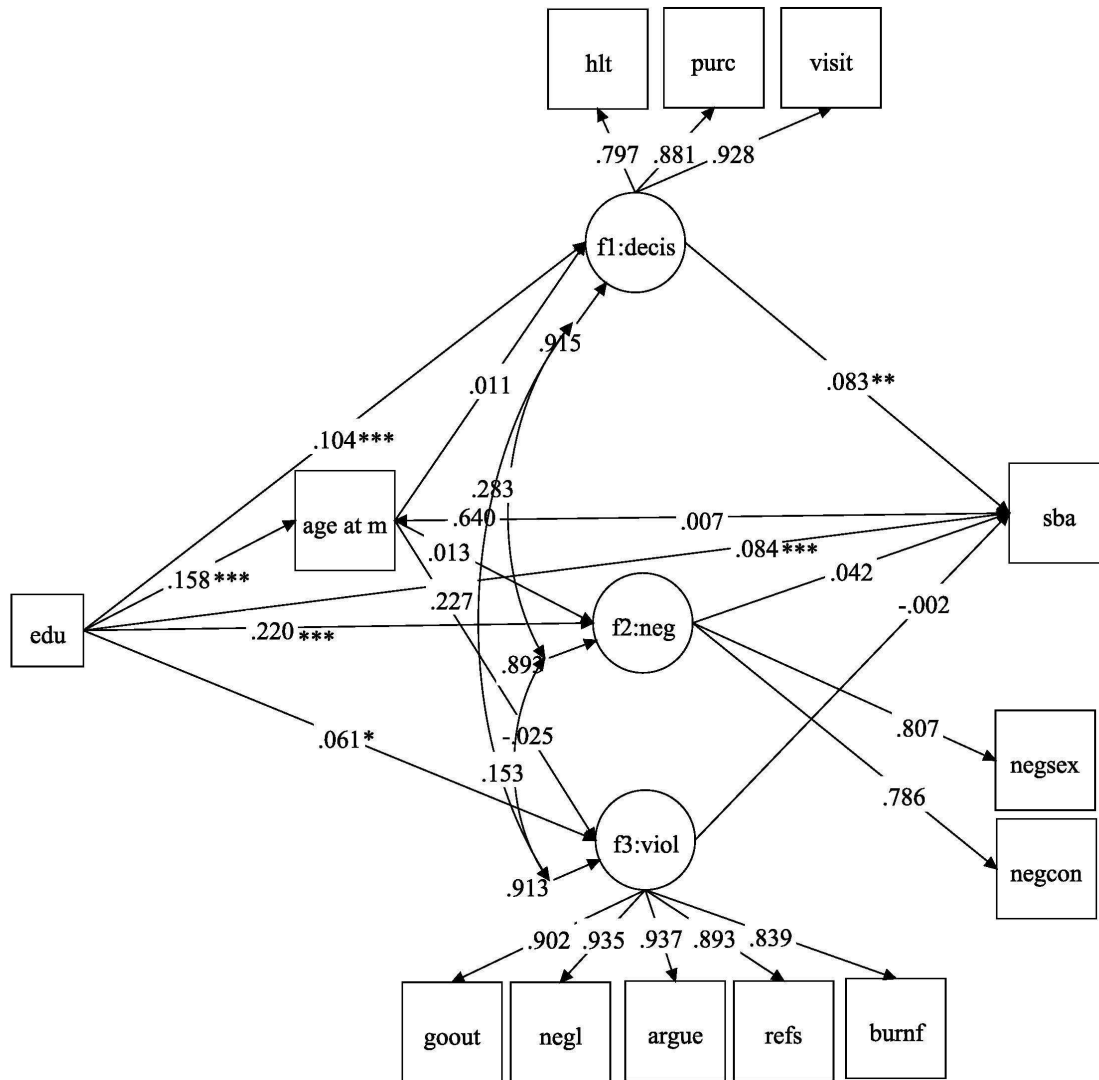 hlt purc visit
.797 .881 .928
f1:decis
.915
.011
.083**
.104***
.283
age at m .640 .007 sba
.013 .084***
.158*** .042
.227 -.002
edu .220*** f2:neg
.893
.061* -.025 .807 negsex
.153
.786
f3:viol
.913 negcon
.902 .935 .937 .893 .839
goout negl argue refs burnf